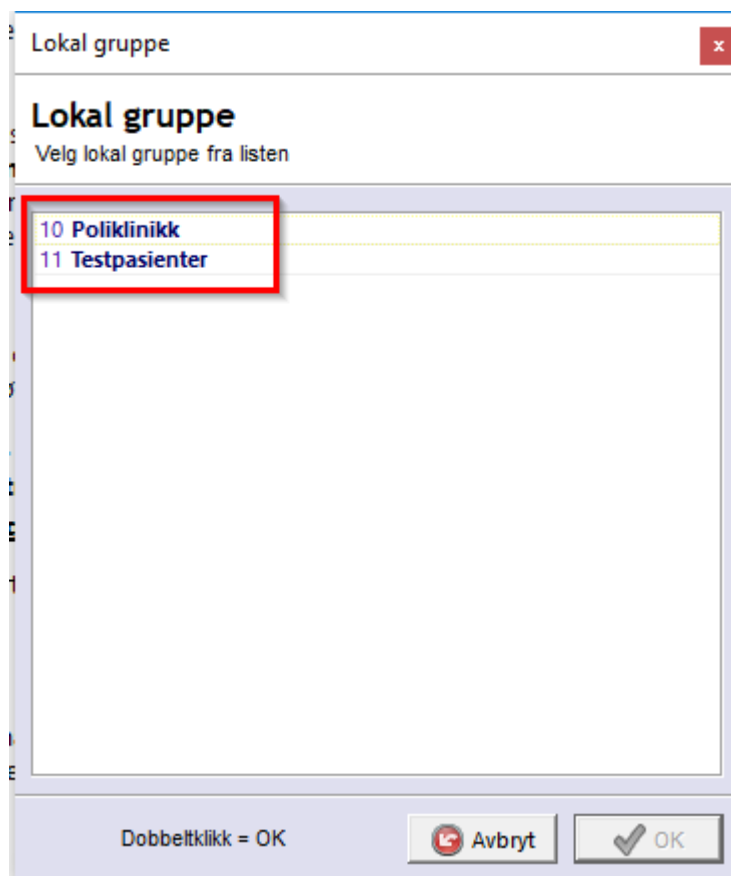 Lokal gruppe
x
Lokal gruppe
Velg lokal gruppe fra listen
10 Poliklinikk
11 Testpasienter
Dobbeltklikk = OK
Avbryt
OK